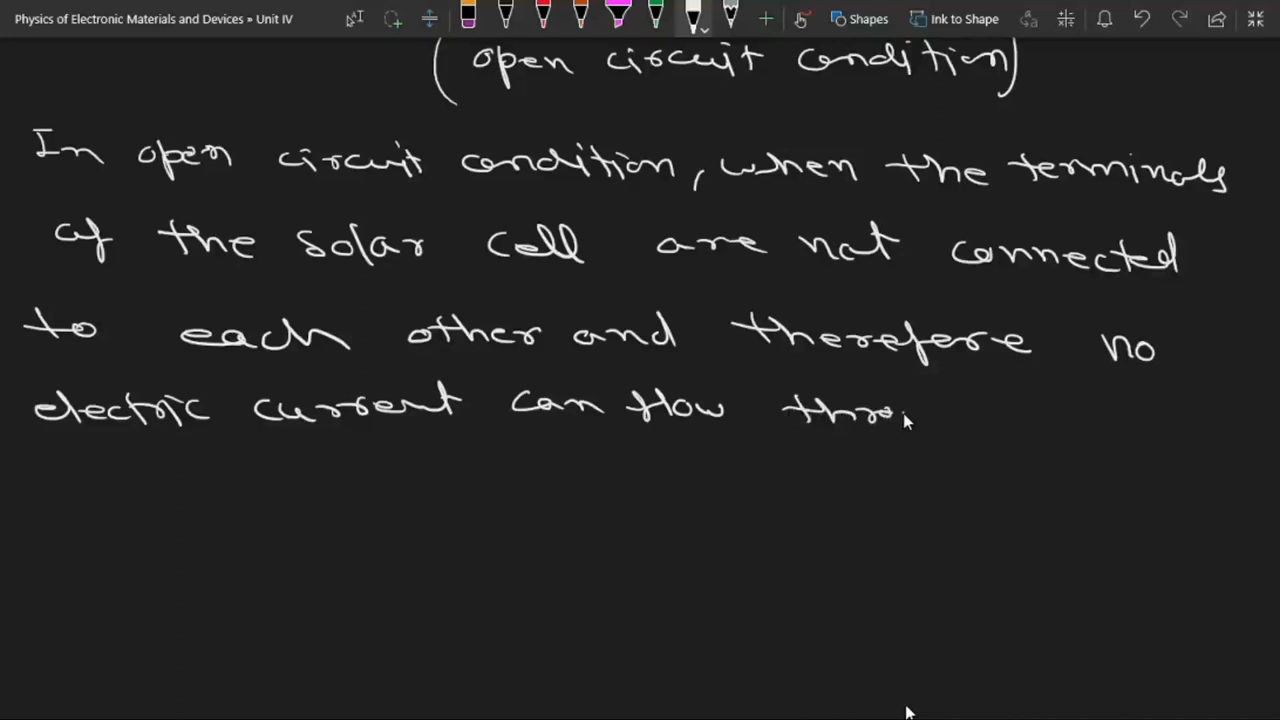 Physics of Electronic Materials and Devices » Unit IV
Shapes
Ink to Shape
(open circuit condition)
In open circuit condition, when the terminals
of the solar cell are not connected
to each other and therefore no
electric current can flow thro